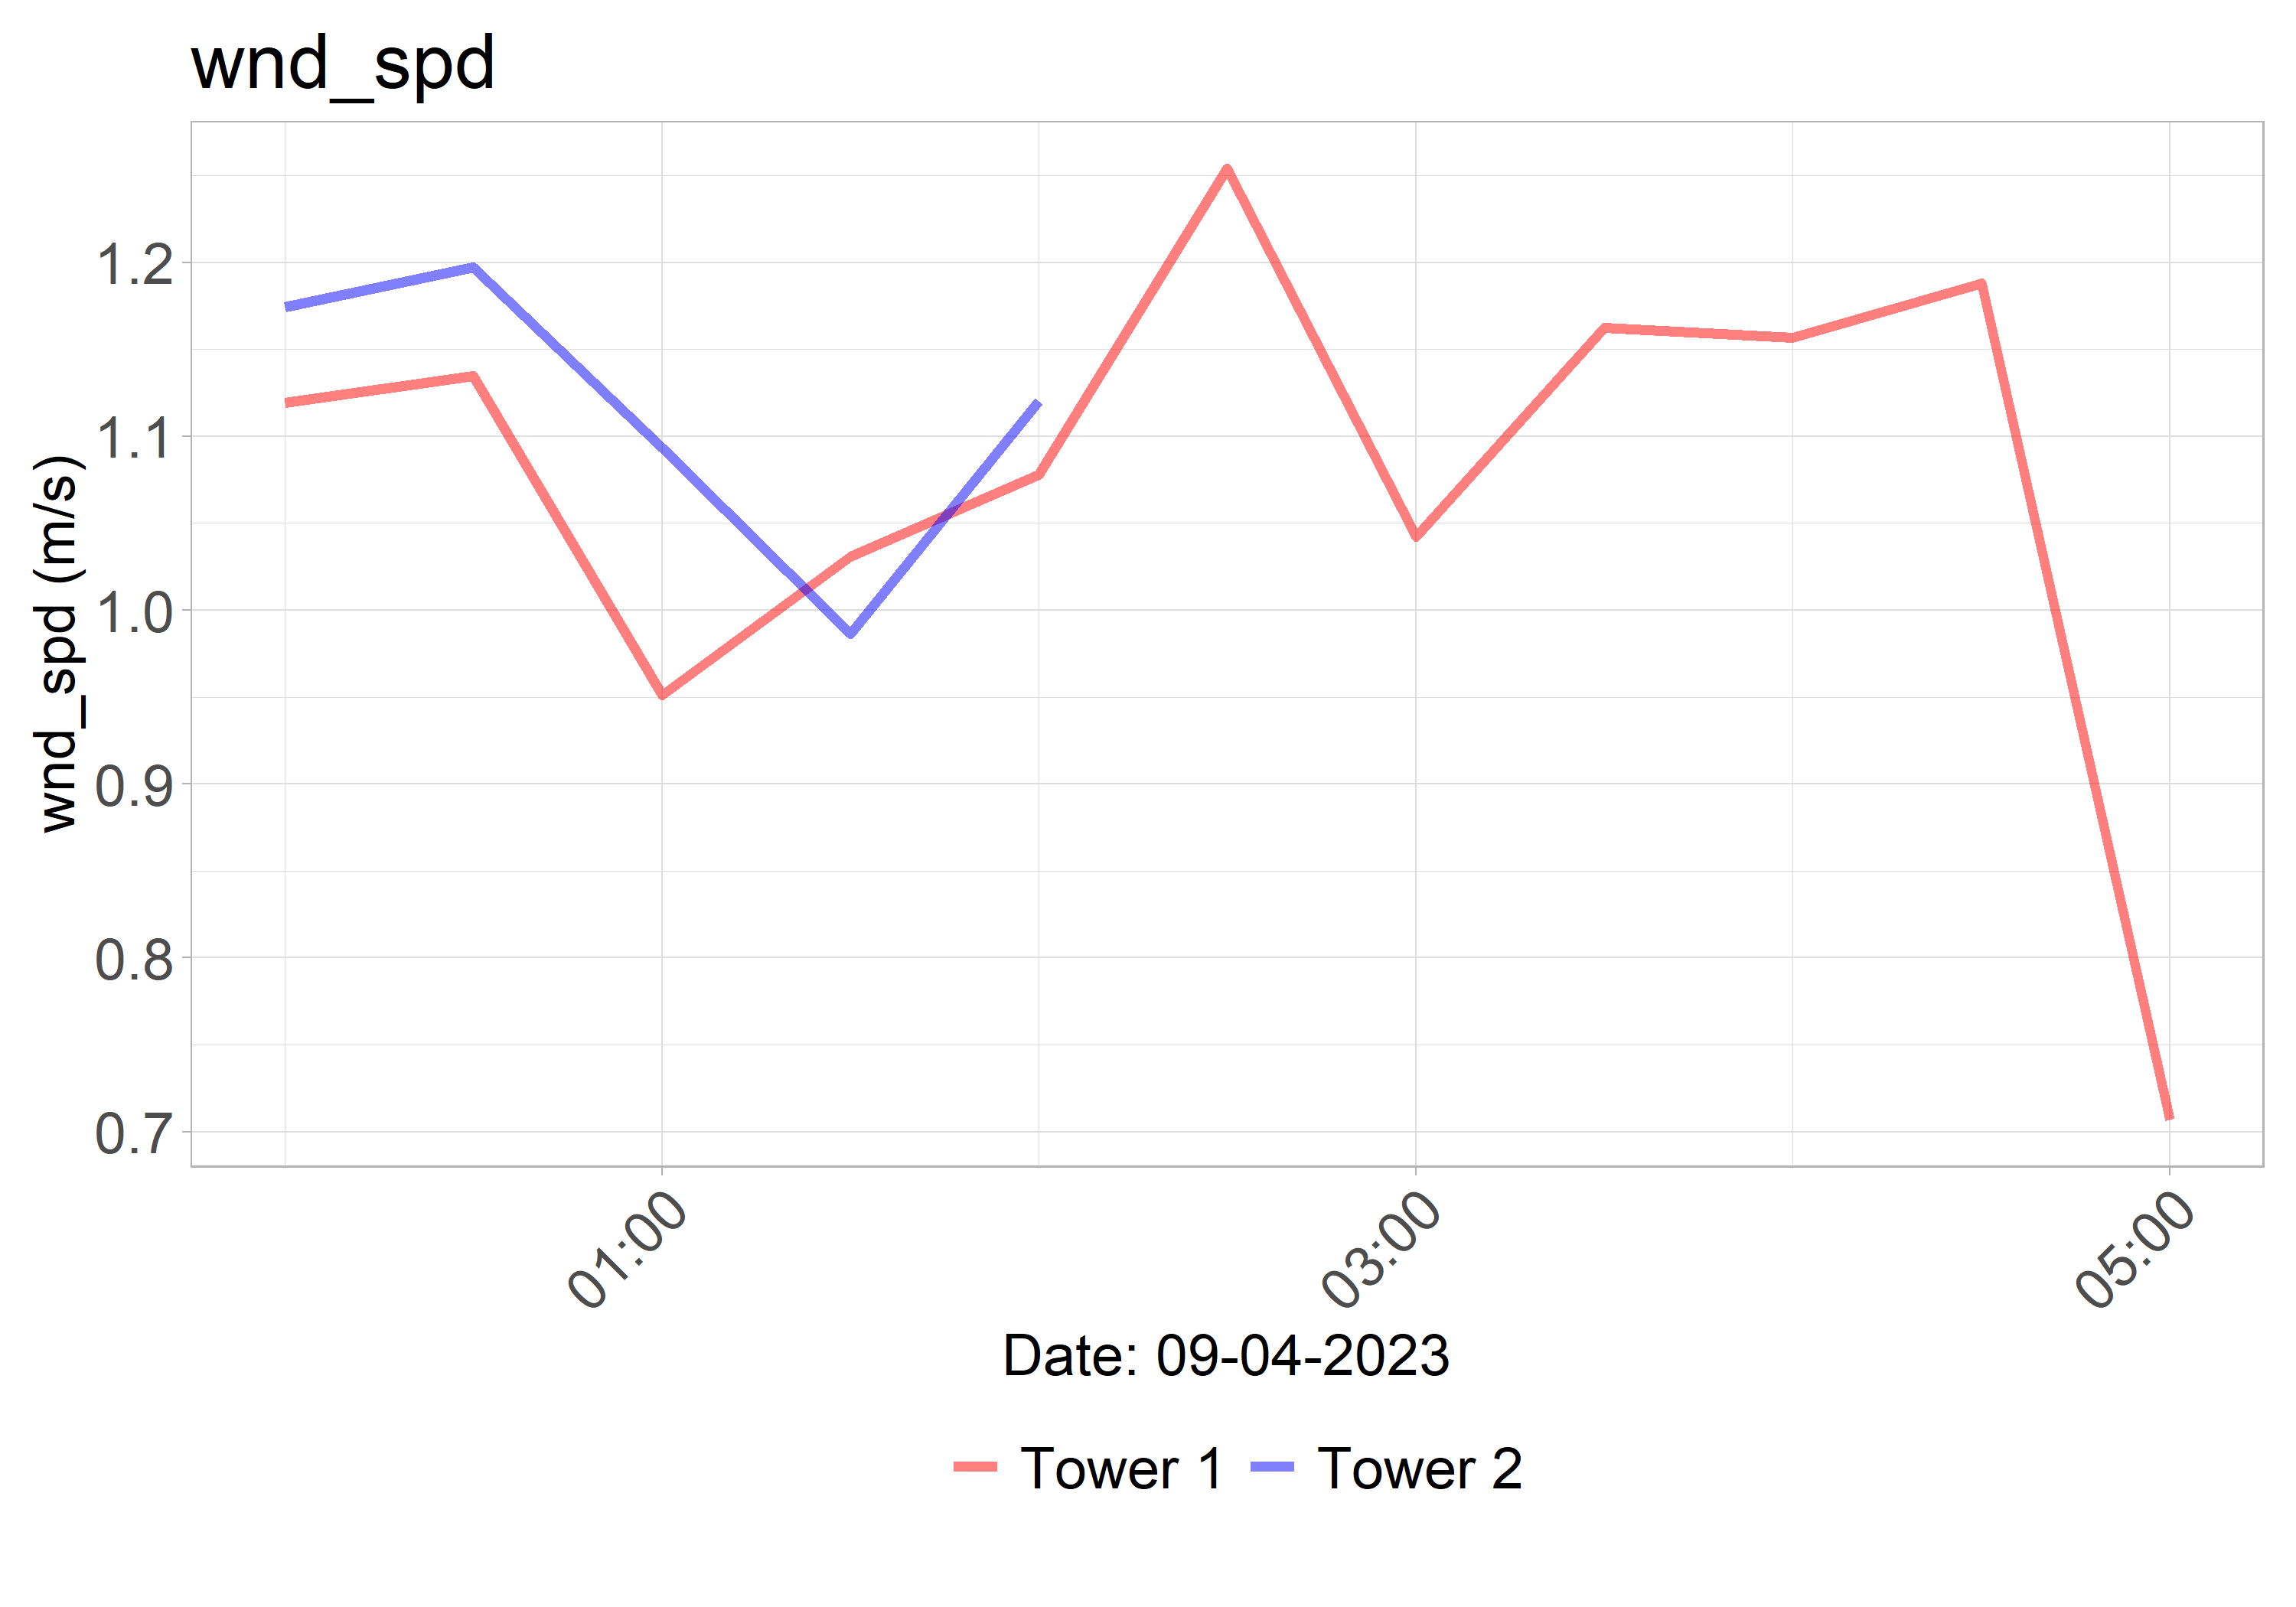 wnd_spd
wnd_spd (m/s)
1.2
1.1
1.0
0.9
0.8
0.7
01:00
03:00
05:00
Date: 09-04-2023
Tower 1
Tower 2